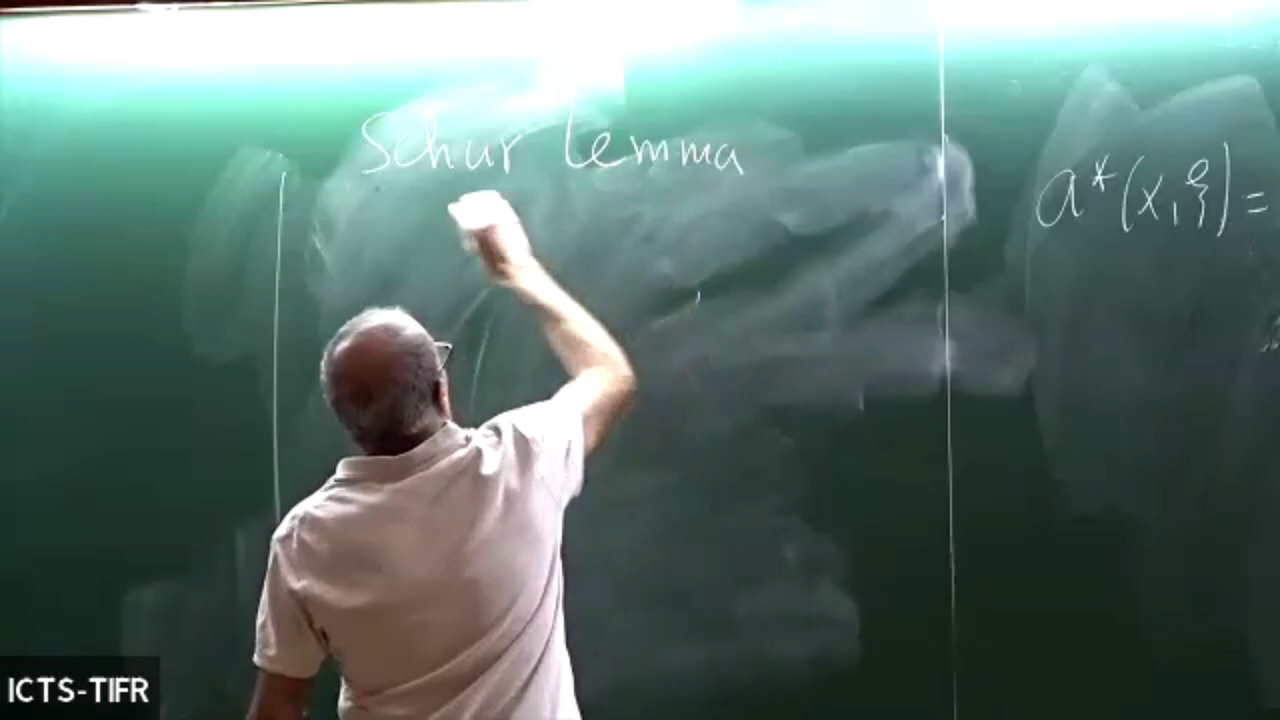 Schur lemma
a*(x, ξ) =
ICTS-TIFR